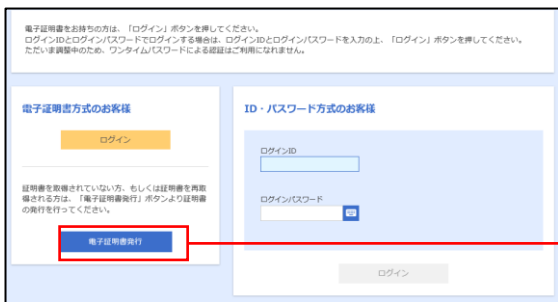 電子証明書をお持ちの方は、「ログイン」ボタンを押してください。
ログインIDとログインパスワードでログインする場合は、ログインIDとログインパスワードを入力の上、「ログイン」ボタンを押してください。
ただいま調整中のため、ワンタイムパスワードによる認証はご利用になれません。
電子証明書方式のお客様
ログイン
証明書を取得されていない方、もしくは証明書を再取
得される方は、「電子証明書発行」ボタンより証明書
の発行を行ってください。
電子証明書発行
ID・パスワード方式のお客様
ログインID
ログインパスワード
ログイン